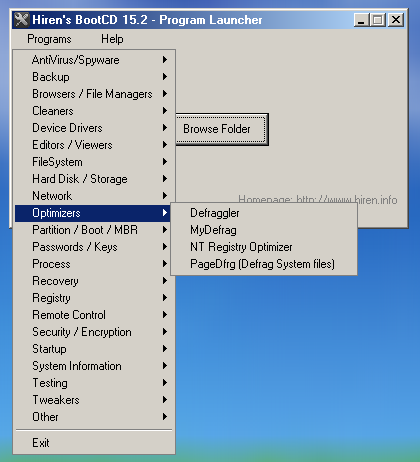 Hiren's BootCD 15.2 - Program Launcher
Programs Help
AntiVirus/Spyware
Backup
Browsers / File Managers
Cleaners
Device Drivers
Editors / Viewers
FileSystem
Hard Disk / Storage
Network
Optimizers
Partition / Boot / MBR
Passwords / Keys
Process
Recovery
Registry
Remote Control
Security / Encryption
Startup
System Information
Testing
Tweakers
Other
Exit
Browse Folder
Homepage: http://www.hiren.info
Defraggler
MyDefrag
NT Registry Optimizer
PageDfrg (Defrag System files)